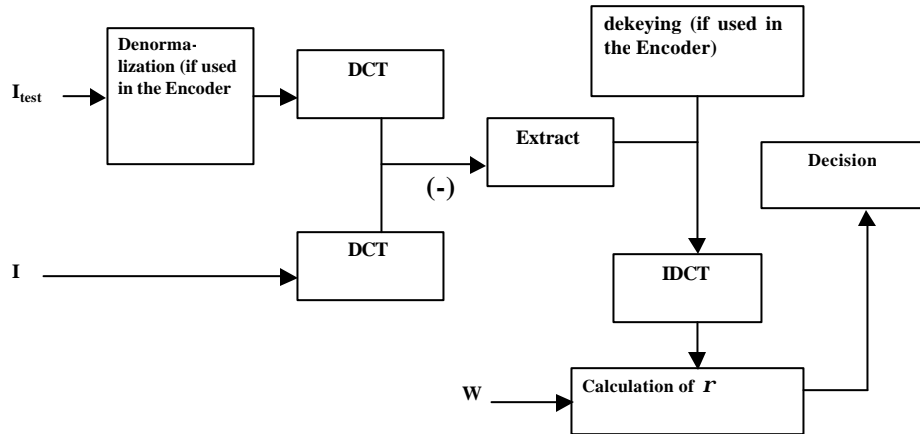 dekeying (if used in
the Encoder)
Denorma-
lization (if used
in the Encoder
DCT
I_test
Extract
Decision
(-)
DCT
I
IDCT
W
Calculation of r